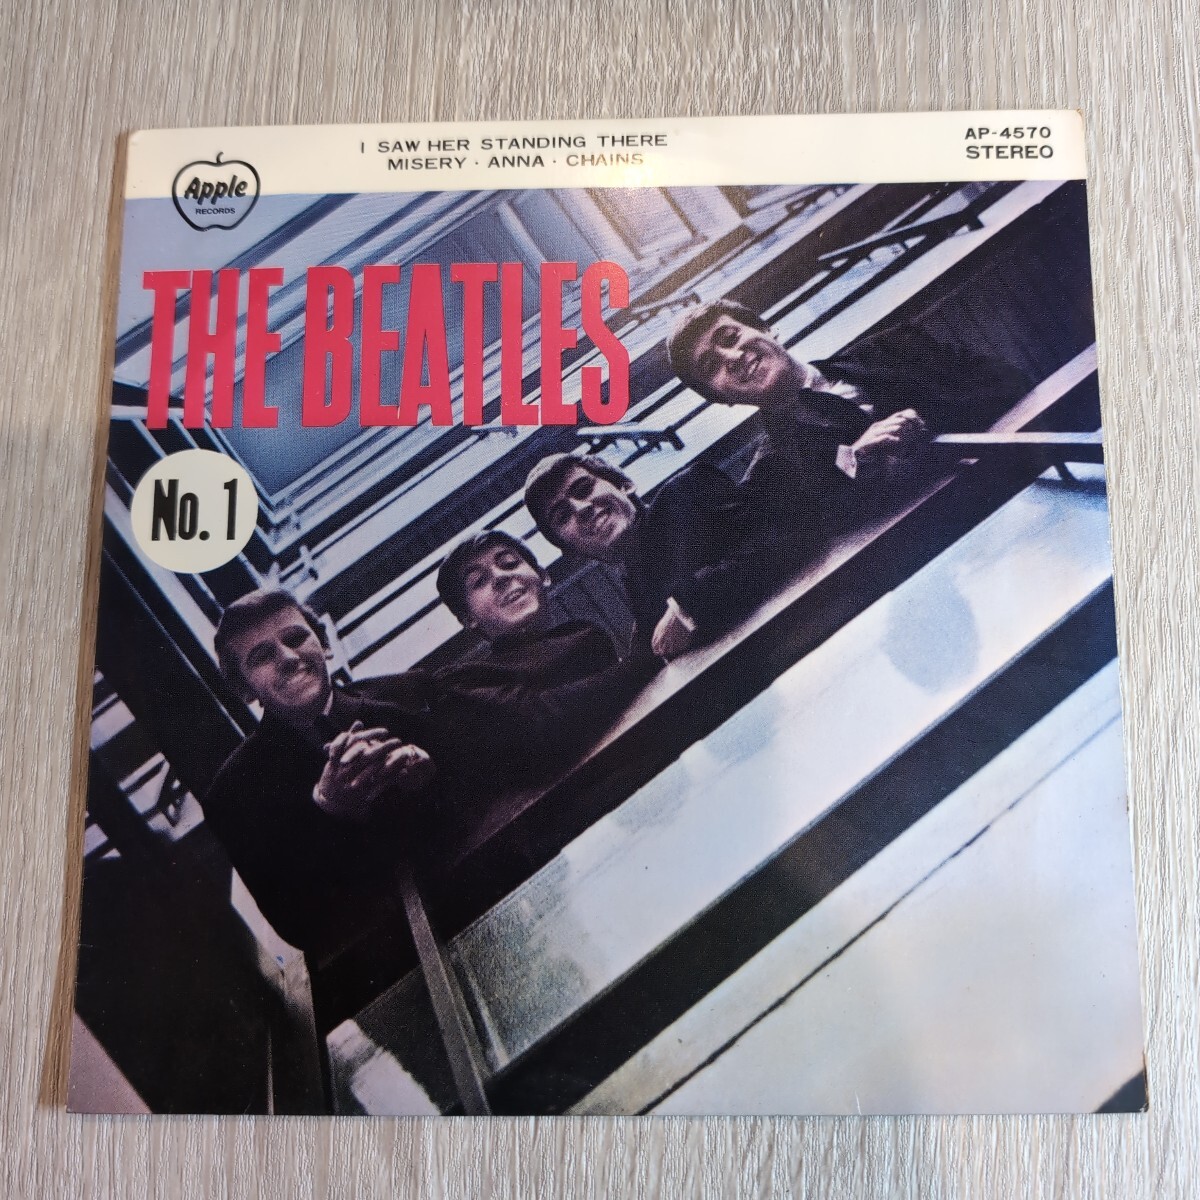 I SAW HER STANDING THERE
MISERY · ANNA · CHAINS
AP-4570
STEREO
Apple
RECORDS
THE BEATLES
No. 1